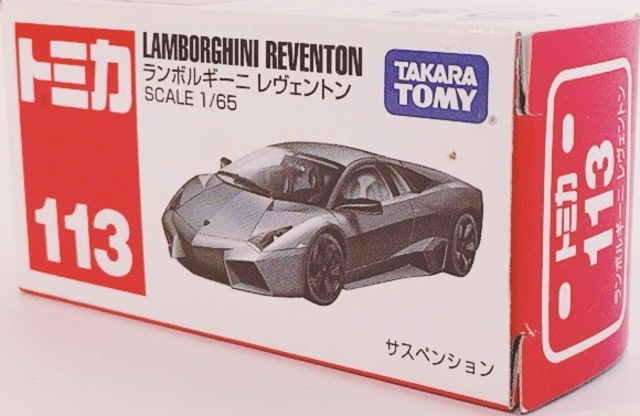 トミカ
113
LAMBORGHINI REVENTON
ランボルギーニ レヴェントン
SCALE 1/65
TAKARA
TOMY
®
サスペンション
トミカ
113
ランボルギーニ レヴェントン